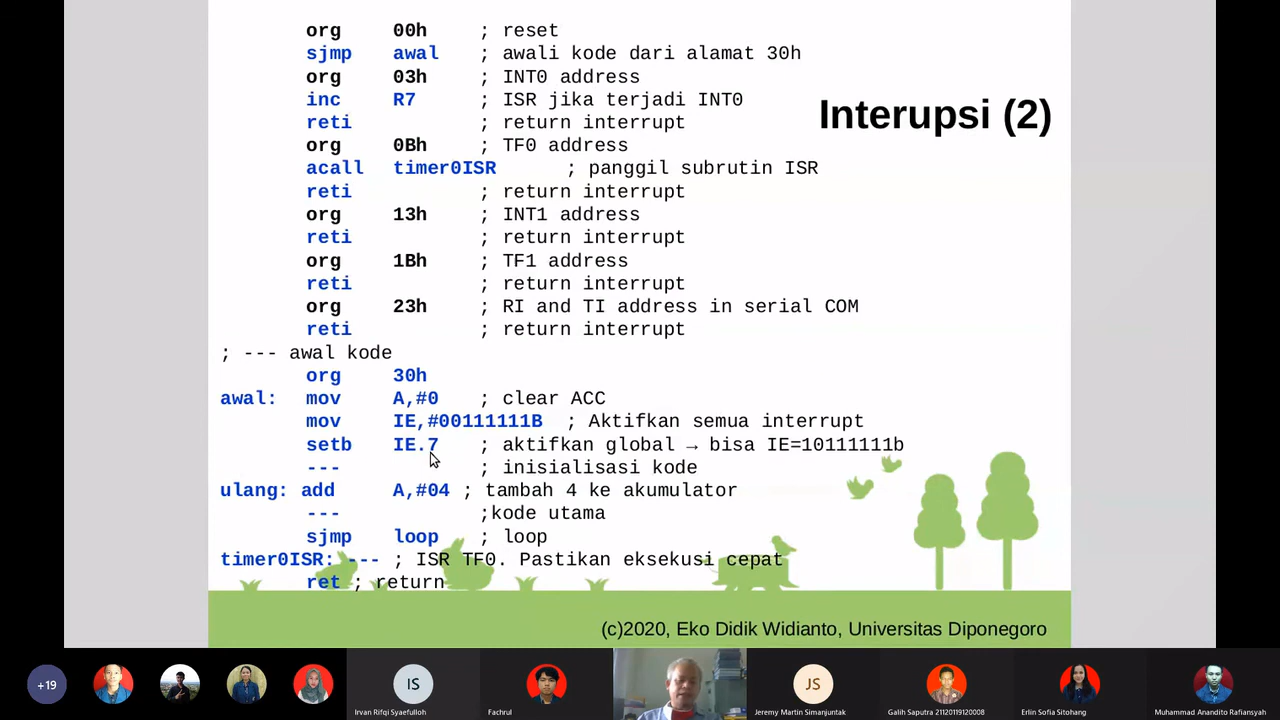 org 00h ; reset
sjmp awal ; awali kode dari alamat 30h
org 03h ; INT0 address
inc R7 ; ISR jika terjadi INT0
Interupsi (2)
reti ; return interrupt
org 0Bh ; TF0 address
acall timer0ISR ; panggil subrutin ISR
reti ; return interrupt
org 13h ; INT1 address
reti ; return interrupt
org 1Bh ; TF1 address
reti ; return interrupt
org 23h ; RI and TI address in serial COM
reti ; return interrupt
; --- awal kode
org 30h
awal: mov A,#0 ; clear ACC
mov IE,#00111111B ; Aktifkan semua interrupt
setb IE.7 ; aktifkan global → bisa IE=10111111b
--- ; inisialisasi kode
ulang: add A,#04 ; tambah 4 ke akumulator
--- ;kode utama
sjmp loop ; loop
timer0ISR: --- ; ISR TF0. Pastikan eksekusi cepat
ret ; return
(c)2020, Eko Didik Widianto, Universitas Diponegoro
+19
IS
JS
Irvan Rifqi Syaefulloh
Fachrul
Jeremy Martin Simanjuntak
Galih Saputra 21120119120008
Erlin Sofia Sitohang
Muhammad Anandito Rafiansyah